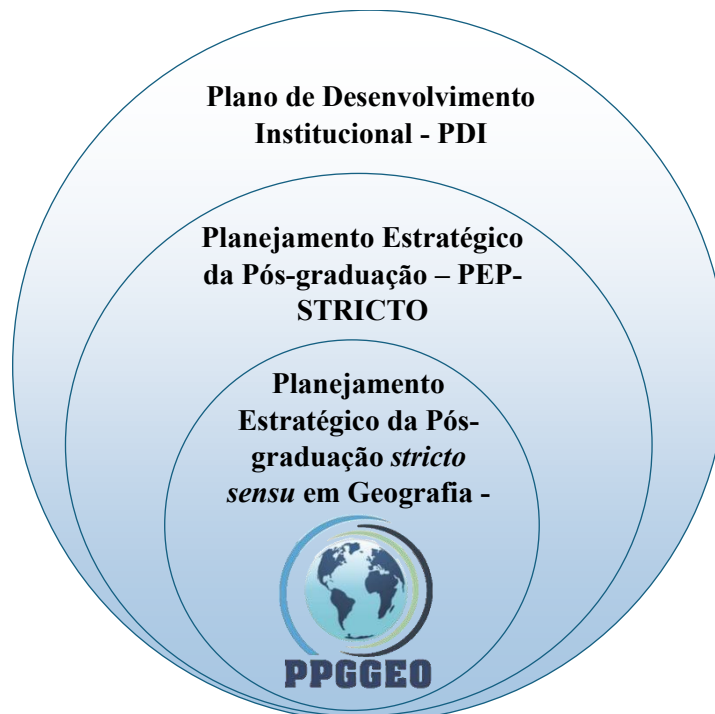 Plano de Desenvolvimento
Institucional - PDI
Planejamento Estratégico
da Pós-graduação – PEP-
STRICTO
Planejamento
Estratégico da Pós-
graduação stricto
sensu em Geografia -
PPGGEO